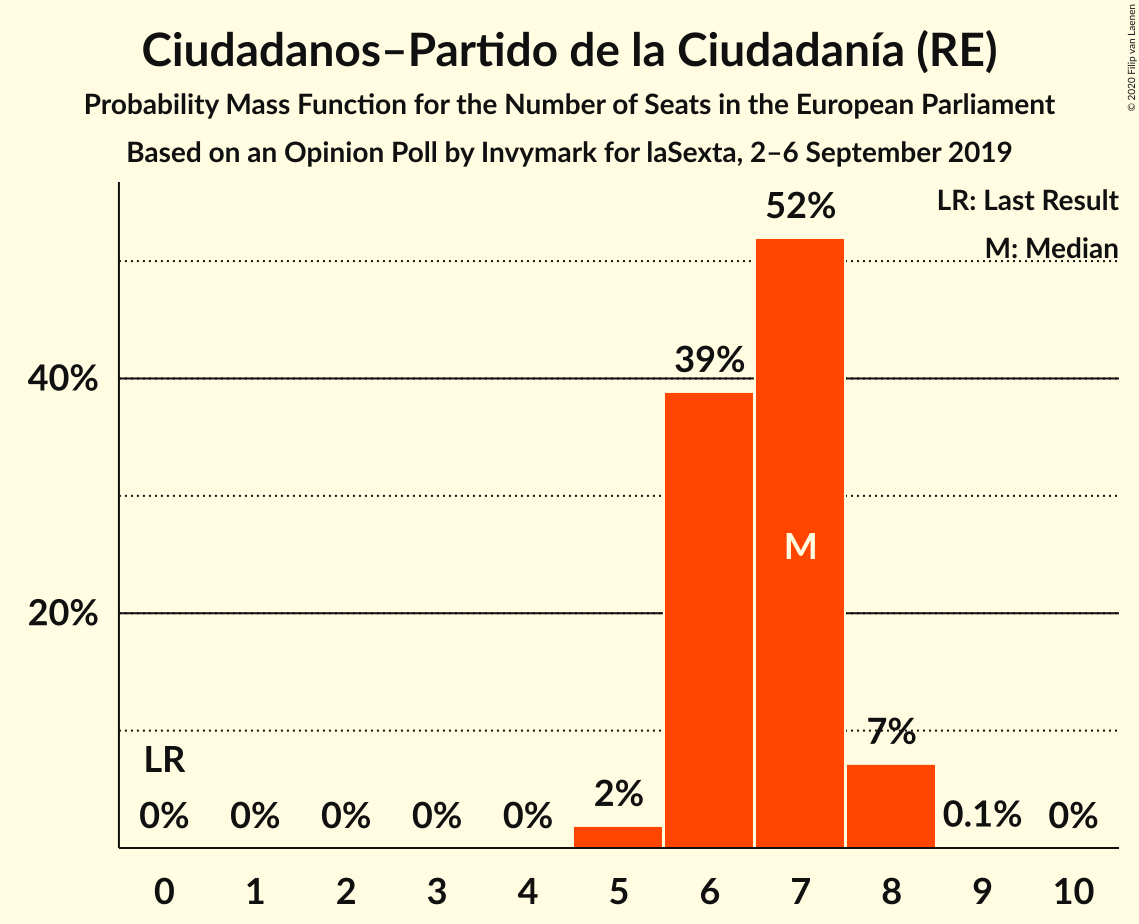 Ciudadanos–Partido de la Ciudadanía (RE)
Probability Mass Function for the Number of Seats in the European Parliament
Based on an Opinion Poll by Invymark for laSexta, 2–6 September 2019
© 2020 Filip van Laenen
LR: Last Result
M: Median
52%
39%
40%
M
20%
7%
LR
2%
0% 0% 0% 0% 0% 0.1% 0%
0 1 2 3 4 5 6 7 8 9 10